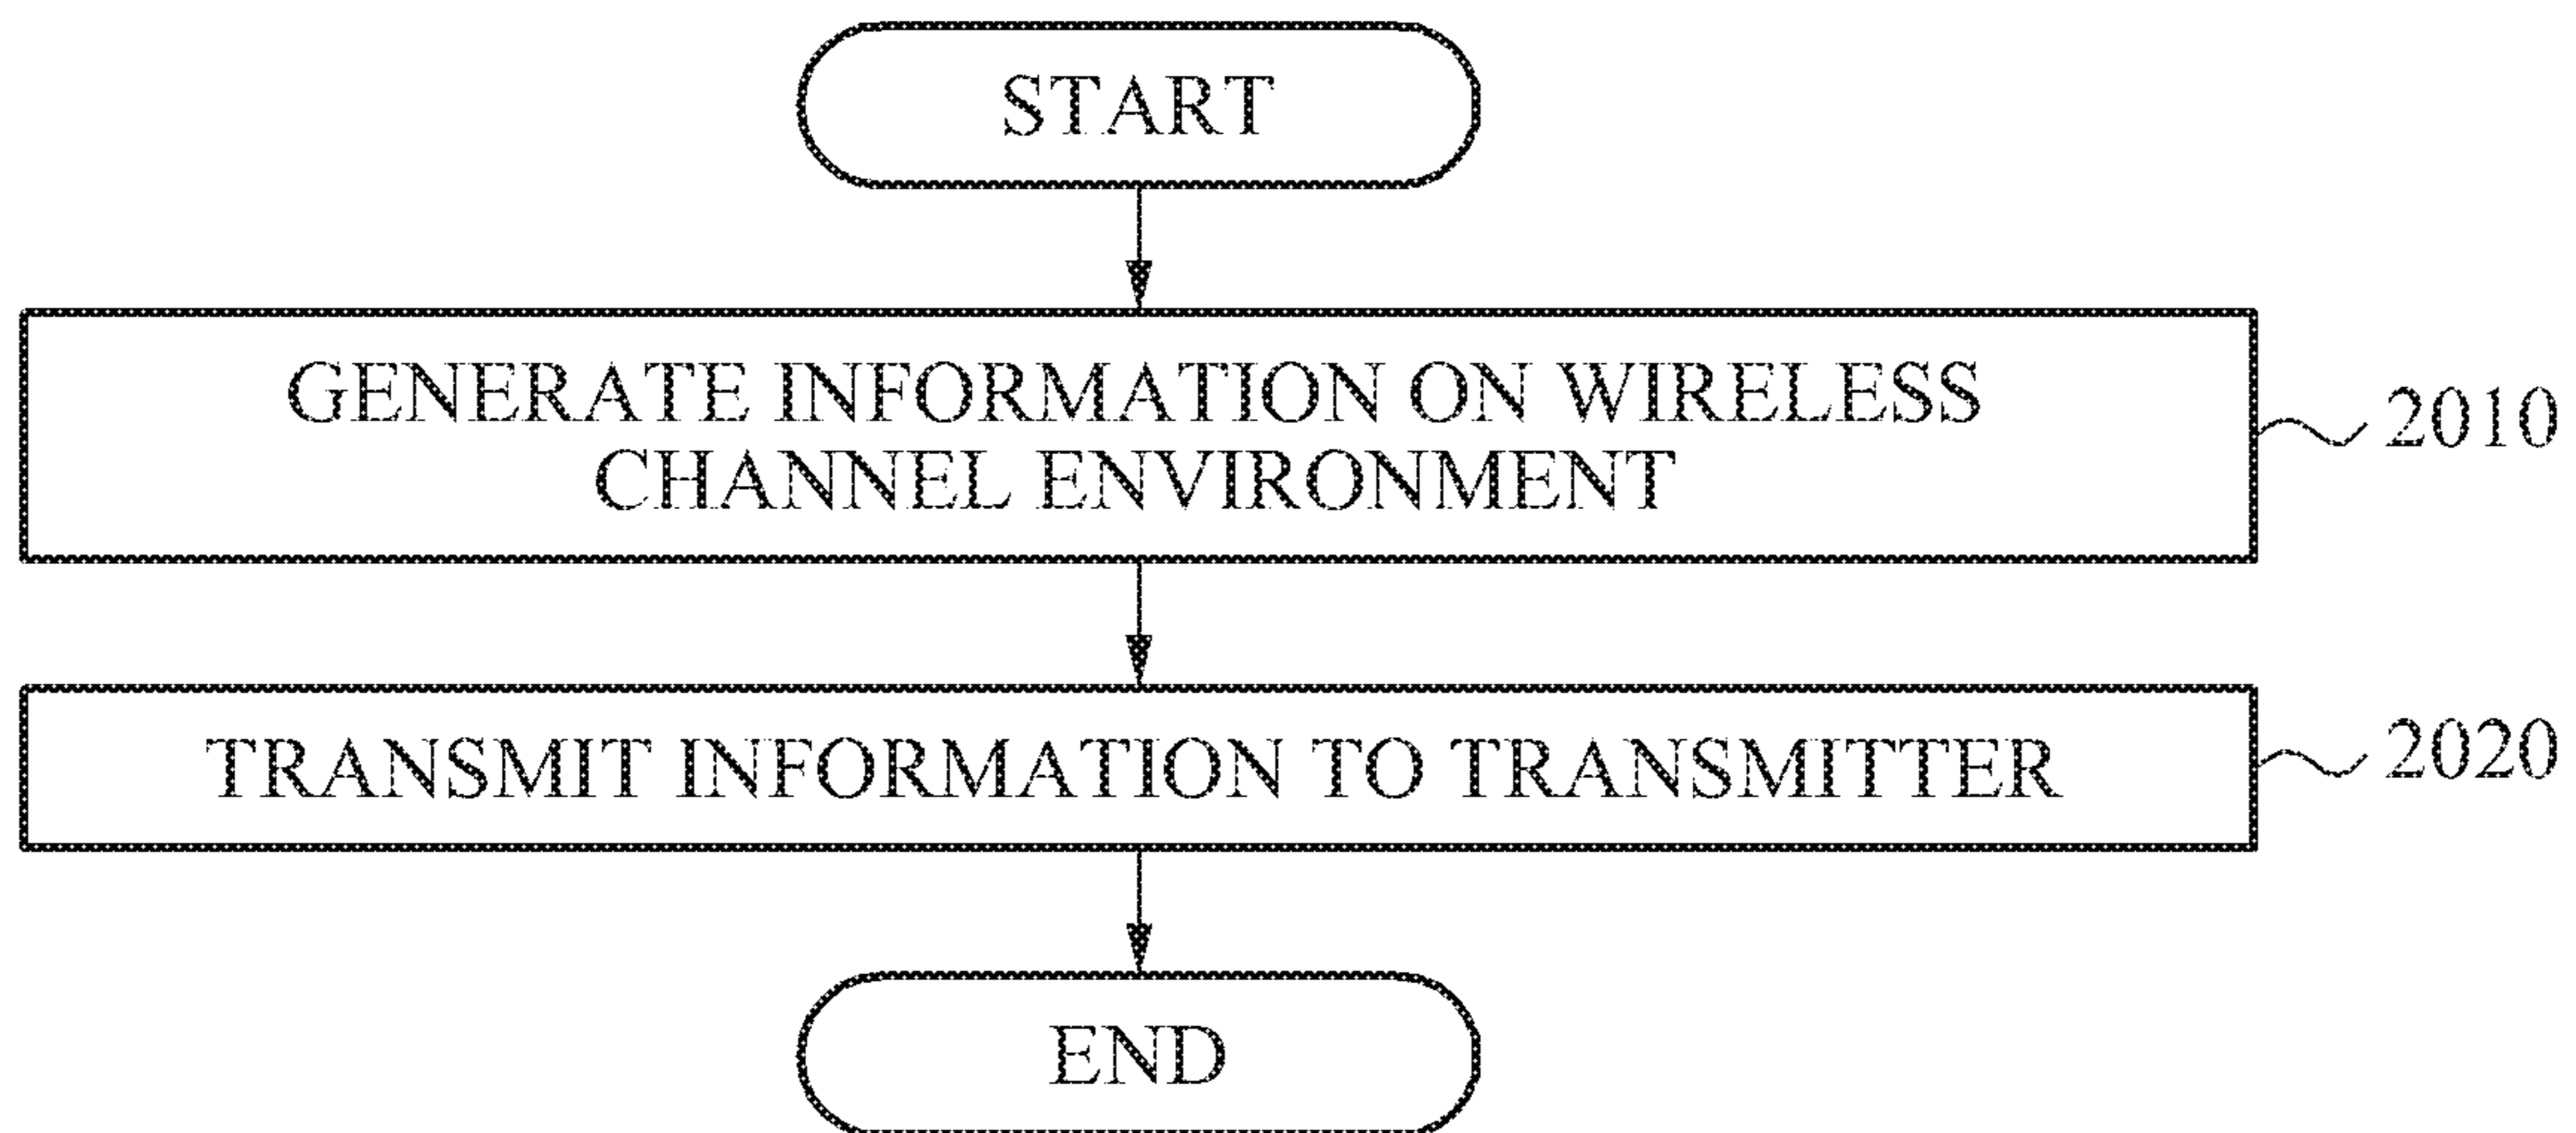 START
GENERATE INFORMATION ON WIRELESS
CHANNEL ENVIRONMENT
2010
TRANSMIT INFORMATION TO TRANSMITTER
2020
END